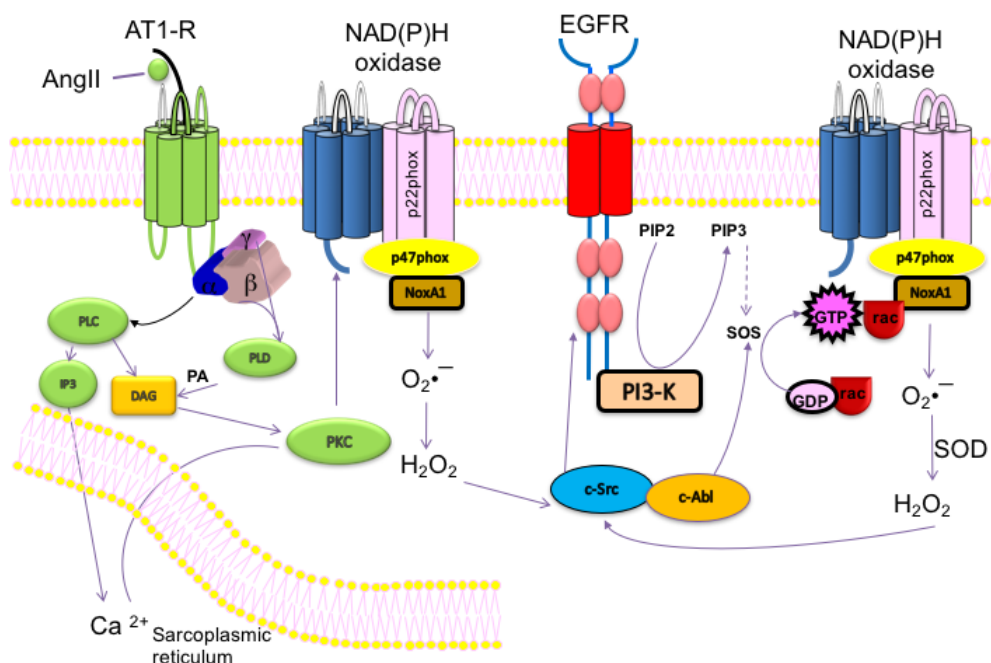 AT1-R
AngII
NAD(P)H
oxidase
EGFR
NAD(P)H
oxidase
p22phox
p22phox
p47phox
NoxA1
p47phox
NoxA1
PIP2
PIP3
SOS
GTP
rac
GDP
rac
γ
α
β
PLC
PLD
IP3
DAG
PA
PKC
O₂•⁻
H₂O₂
PI3-K
c-Src
c-Abl
O₂•⁻
SOD
H₂O₂
Ca ²⁺
Sarcoplasmic
reticulum